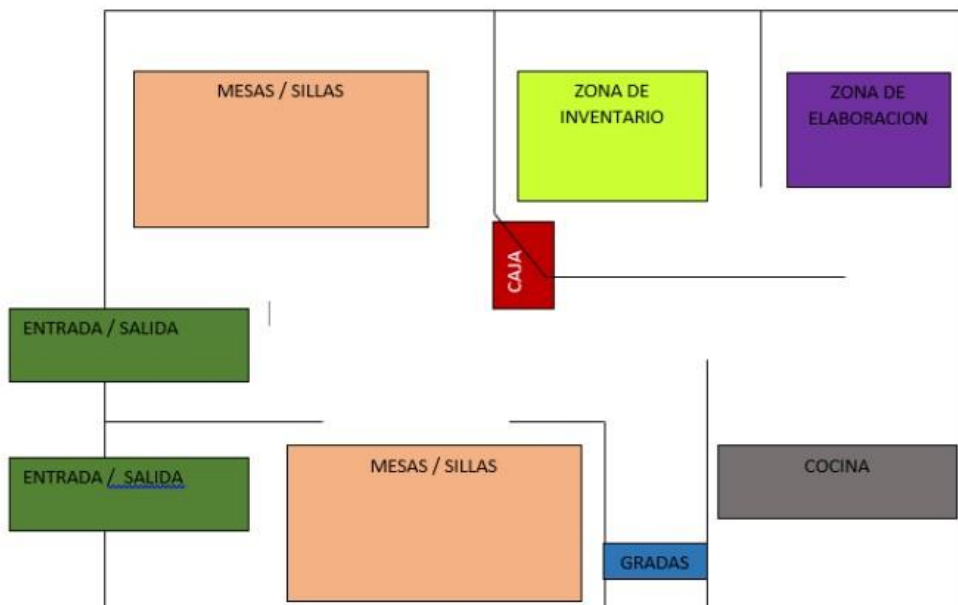 MESAS / SILLAS
ZONA DE
INVENTARIO
ZONA DE
ELABORACION
CAJA
ENTRADA / SALIDA
ENTRADA / SALIDA
MESAS / SILLAS
COCINA
GRADAS